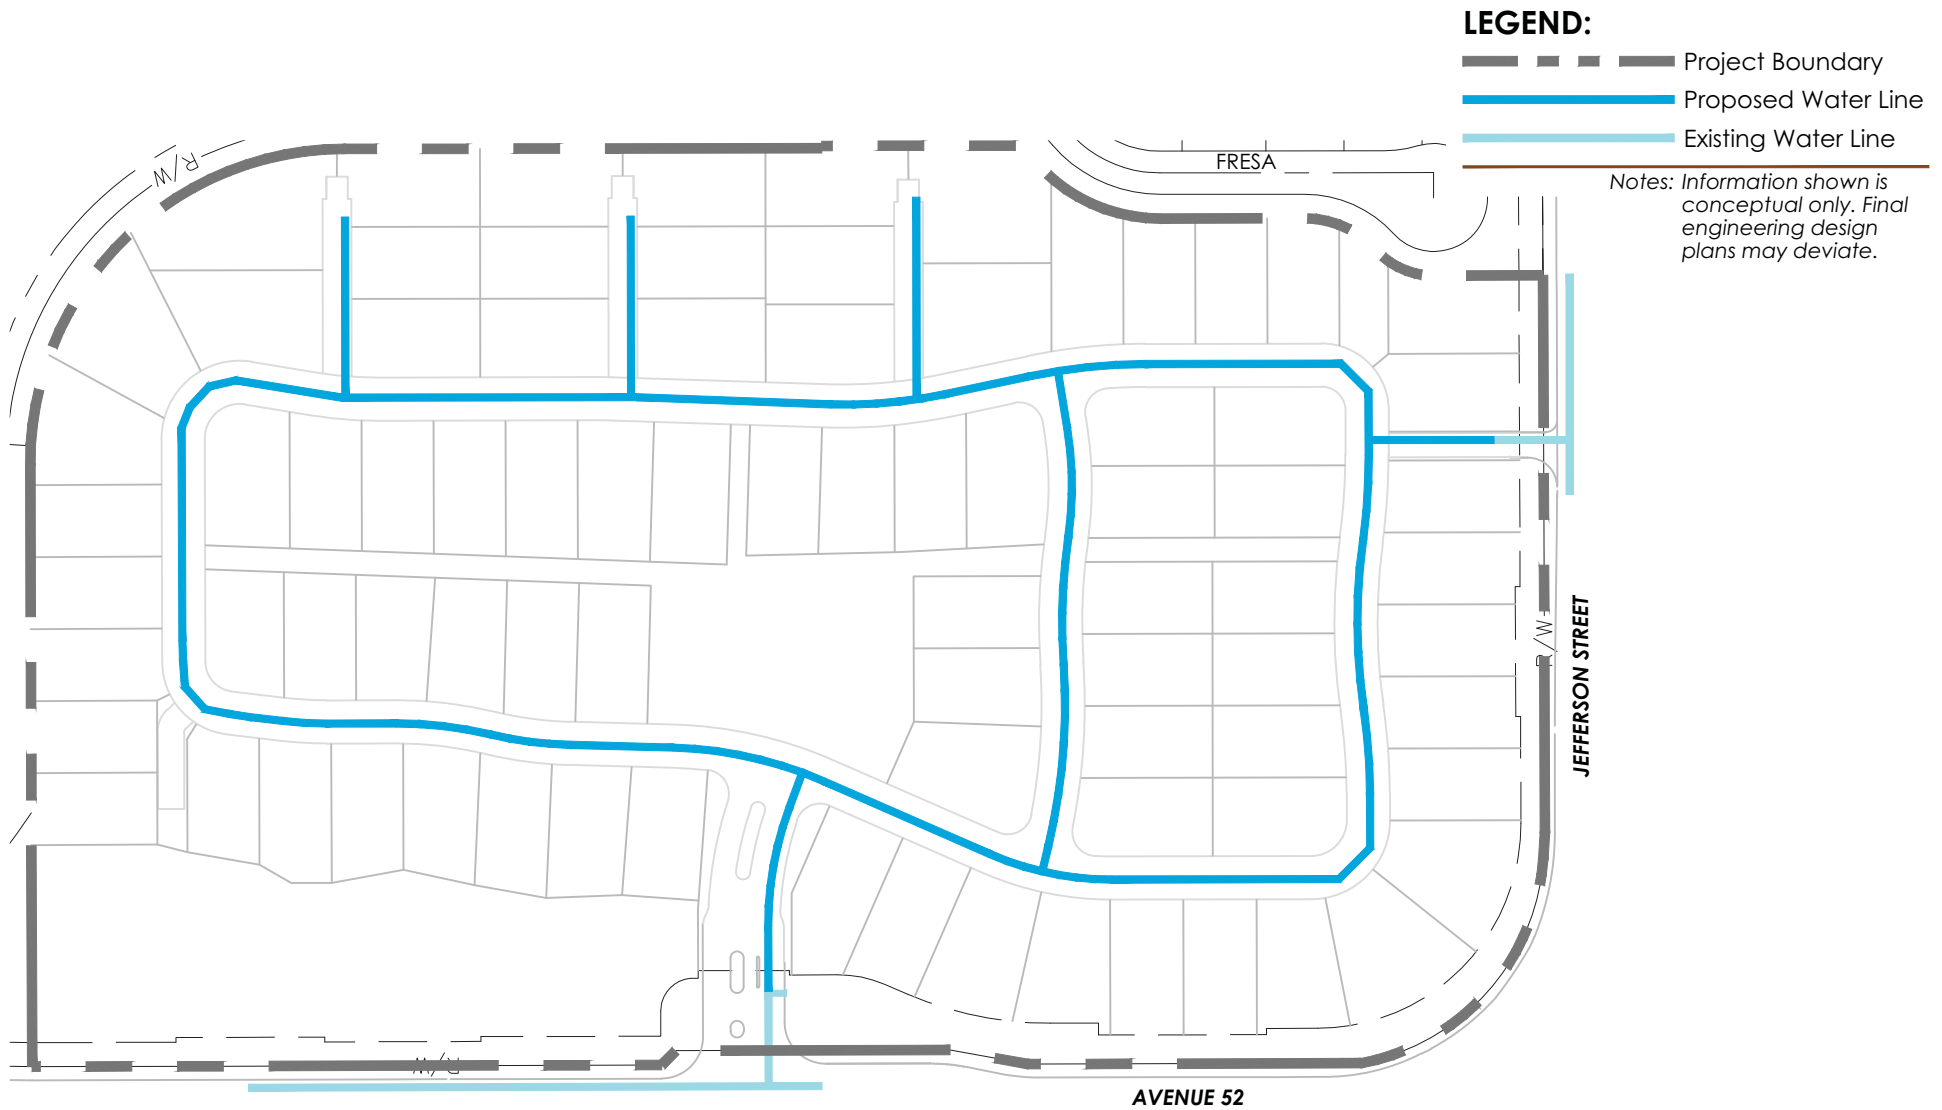 LEGEND:
Project Boundary
Proposed Water Line
Existing Water Line
Notes: Information shown is
conceptual only. Final
engineering design
plans may deviate.
R/W
FRESA
R/W
JEFFERSON STREET
R/W
AVENUE 52